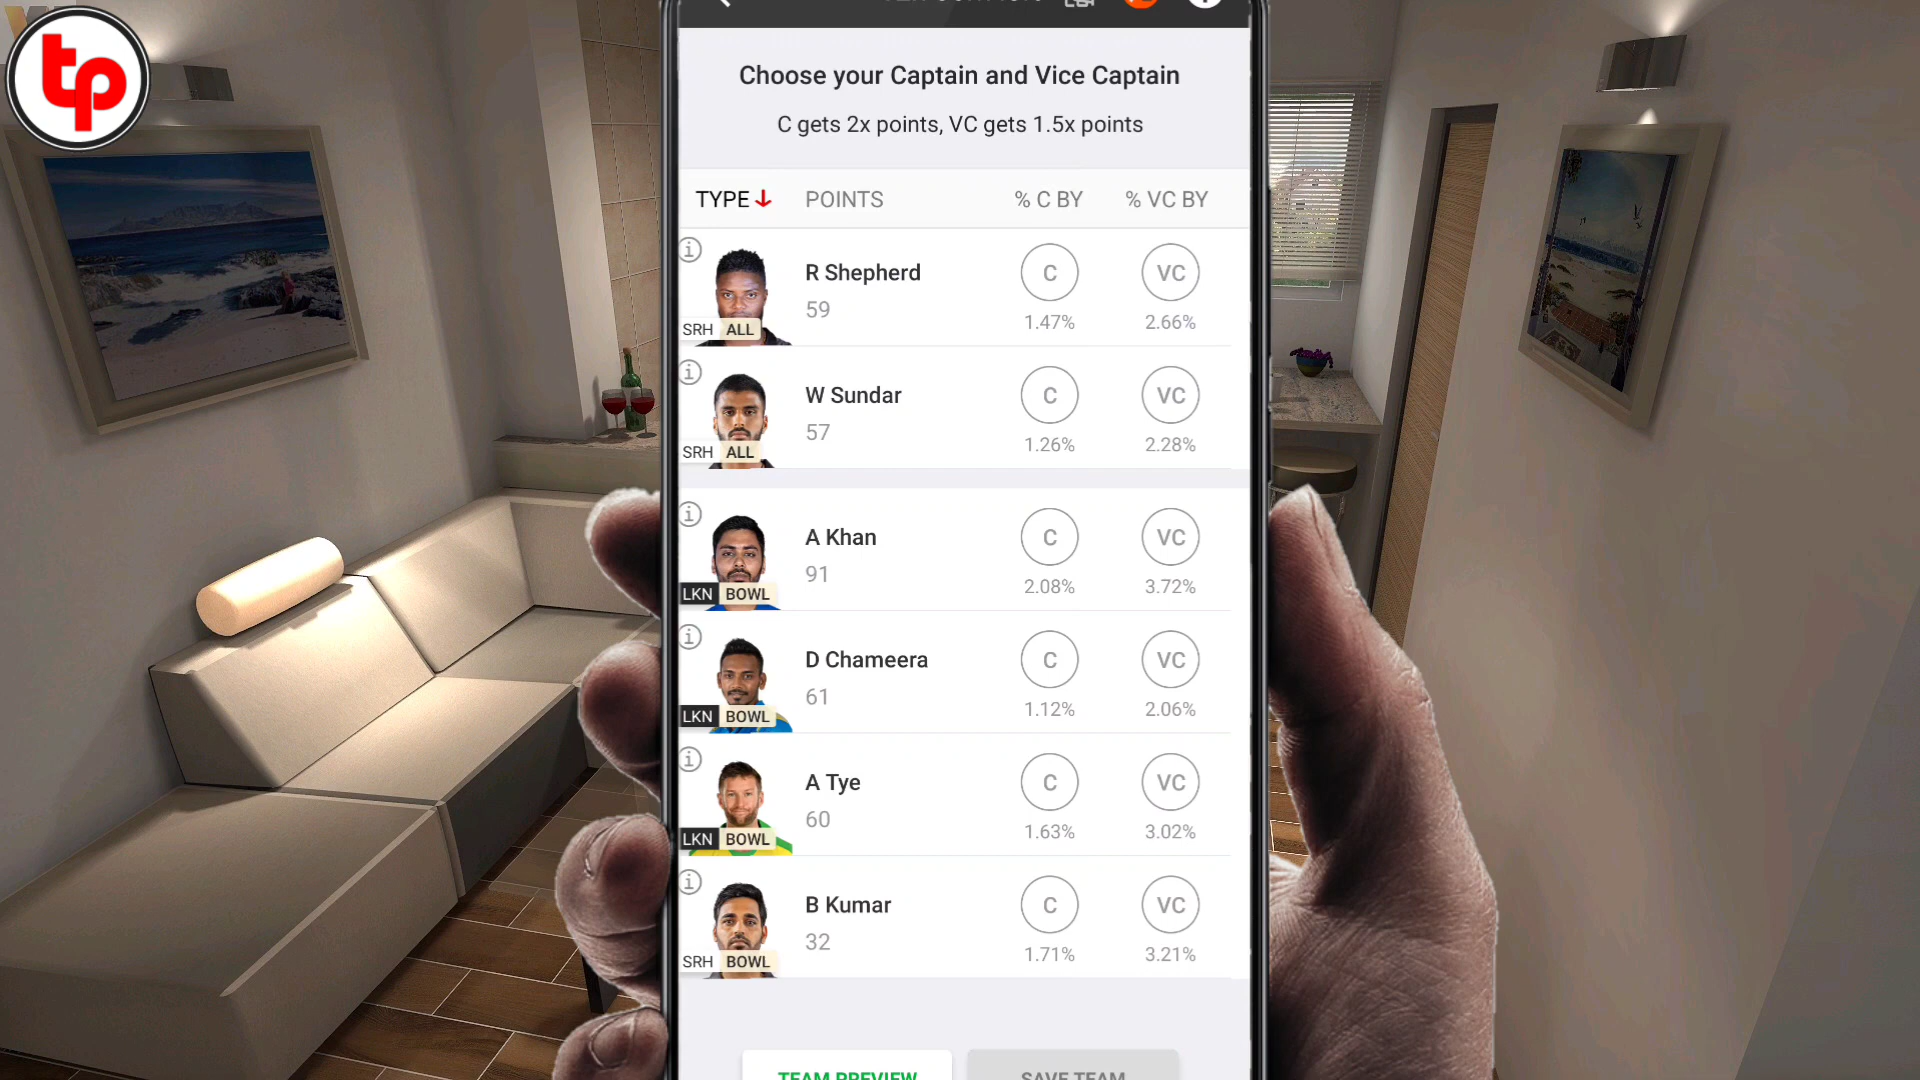 tp
Choose your Captain and Vice Captain
C gets 2x points, VC gets 1.5x points
TYPE POINTS % C BY % VC BY
R Shepherd
59
SRH ALL
C
1.47%
VC
2.66%
W Sundar
57
SRH ALL
C
1.26%
VC
2.28%
A Khan
91
LKN BOWL
C
2.08%
VC
3.72%
D Chameera
61
LKN BOWL
C
1.12%
VC
2.06%
A Tye
60
LKN BOWL
C
1.63%
VC
3.02%
B Kumar
32
SRH BOWL
C
1.71%
VC
3.21%
TEAM PREVIEW
SAVE TEAM